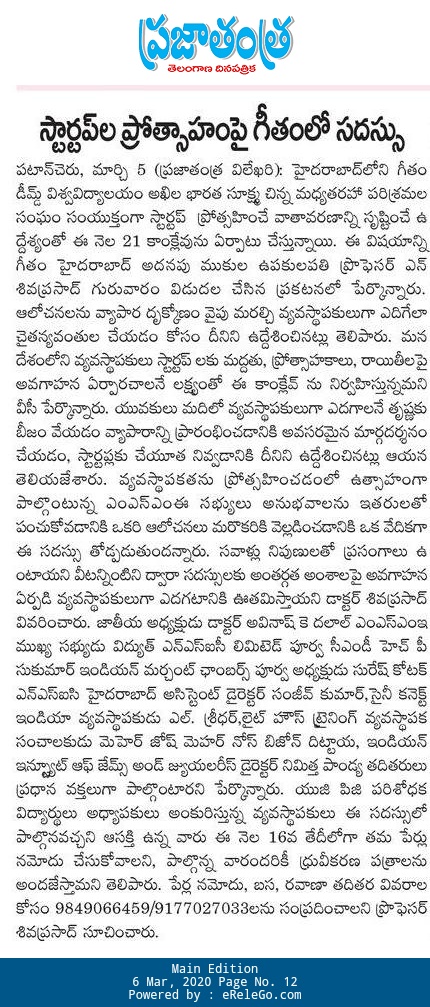 ప్రజాతంత్ర
తెలంగాణ దినపత్రిక
స్టార్టప్‌ల ప్రోత్సాహంపై గీతంలో సదస్సు
పటాన్‌చెరు, మార్చి 5 (ప్రజాతంత్ర విలేఖరి): హైదరాబాద్‌లోని గీతం
డీమ్డ్ విశ్వవిద్యాలయం అఖిల భారత సూక్ష్మ చిన్న మధ్యతరహా పరిశ్రమల
సంఘం సంయుక్తంగా స్టార్టప్ ప్రోత్సహించే వాతావరణాన్ని సృష్టించే ఉ
ద్దేశ్యంతో ఈ నెల 21 కాంక్లేవును ఏర్పాటు చేస్తున్నాయి. ఈ విషయాన్ని
గీతం హైదరాబాద్ అదనపు ముకుల ఉపకులపతి ప్రొఫెసర్ ఎన్
శివప్రసాద్ గురువారం విడుదల చేసిన ప్రకటనలో పేర్కొన్నారు.
ఆలోచనలను వ్యాపార దృక్కోణం వైపు మరల్చి వ్యవస్థాపకులుగా ఎదిగేలా
చైతన్యవంతుల చేయడం కోసం దీనిని ఉద్దేశించినట్లు తెలిపారు. మన
దేశంలోని వ్యవస్థాపకులు స్టార్టప్ లకు మద్దతు, ప్రోత్సాహకాలు, రాయితీలపై
అవగాహన ఏర్పారచాలనే లక్ష్యంతో ఈ కాంక్లేవ్ ను నిర్వహిస్తున్నమని
వీసీ పేర్కొన్నారు. యువకులు మదిలో వ్యవస్థాపకులుగా ఎదగాలనే తృష్ణకు
బీజం వేయడం వ్యాపారాన్ని ప్రారంభించడానికి అవసరమైన మార్గదర్శనం
చేయడం, స్టార్టప్లకు చేయూత నివ్వడానికి దీనిని ఉద్దేశించినట్లు ఆయన
తెలియజేశారు. వ్యవస్థాపకతను ప్రోత్సహించడంలో ఉత్సాహంగా
పాల్గొంటున్న ఎంఎస్ఎంఈ సభ్యులు అనుభవాలను ఇతరులతో
పంచుకోవడానికి ఒకరి ఆలోచనలు మరొకరికి వెల్లడించడానికి ఒక వేదికగా
ఈ సదస్సు తోడ్పడుతుందన్నారు. సవాళ్లు నిపుణులతో ప్రసంగాలు ఉ
ంటాయని వీటన్నింటిని ద్వారా సదస్సులకు అంతర్గత అంశాలపై అవగాహన
ఏర్పడి వ్యవస్థాపకులుగా ఎదగటానికి ఊతమిస్తాయని డాక్టర్ శివప్రసాద్
వివరించారు. జాతీయ అధ్యక్షుడు డాక్టర్ అవినాష్ కె దలాల్ ఎంఎస్ఎంఇ
ముఖ్య సభ్యుడు విద్యుత్ ఎన్ఎస్ఐసీ లిమిటెడ్ పూర్వ సీఎండీ హెచ్ పీ
సుకుమార్ ఇండియన్ మర్చంట్ ఛాంబర్స్ పూర్వ అధ్యక్షుడు సురేష్ కోటక్
ఎన్ఎస్ఐసి హైదరాబాద్ అసిస్టెంట్ డైరెక్టర్ సంజీవ్ కుమార్,సైనీ కనెక్ట్
ఇండియా వ్యవస్థాపకుడు ఎల్. శ్రీధర్,లైట్ హౌస్ ట్రైనింగ్ వ్యవస్థాపక
సంచాలకుడు మెహెర్ జోష్ మెహర్ నోస్ బిజోన్ దిట్టాయ, ఇండియన్
ఇన్స్టిట్యూట్ ఆఫ్ జేమ్స్ అండ్ జ్యుయలరీస్ డైరెక్టర్ నిమిత్త పాండ్య తదితరులు
ప్రధాన వక్తలుగా పాల్గొంటారని పేర్కొన్నారు. యుజి పిజి పరిశోధక
విద్యార్థులు అధ్యాపకులు అంకురిస్తున్న వ్యవస్థాపకులు ఈ సదస్సులో
పాల్గొనవచ్చని ఆసక్తి ఉన్న వారు ఈ నెల 16వ తేదీలోగా తమ పేర్లు
నమోదు చేసుకోవాలని, పాల్గొన్న వారందరికీ ధ్రువీకరణ పత్రాలను
అందజేస్తామని తెలిపారు. పేర్ల నమోదు, బస, రవాణా తదితర వివరాల
కోసం 9849066459/9177027033లను సంప్రదించాలని ప్రొఫెసర్
శివప్రసాద్ సూచించారు.
Main Edition
6 Mar, 2020 Page No. 12
Powered by : eReleGo.com